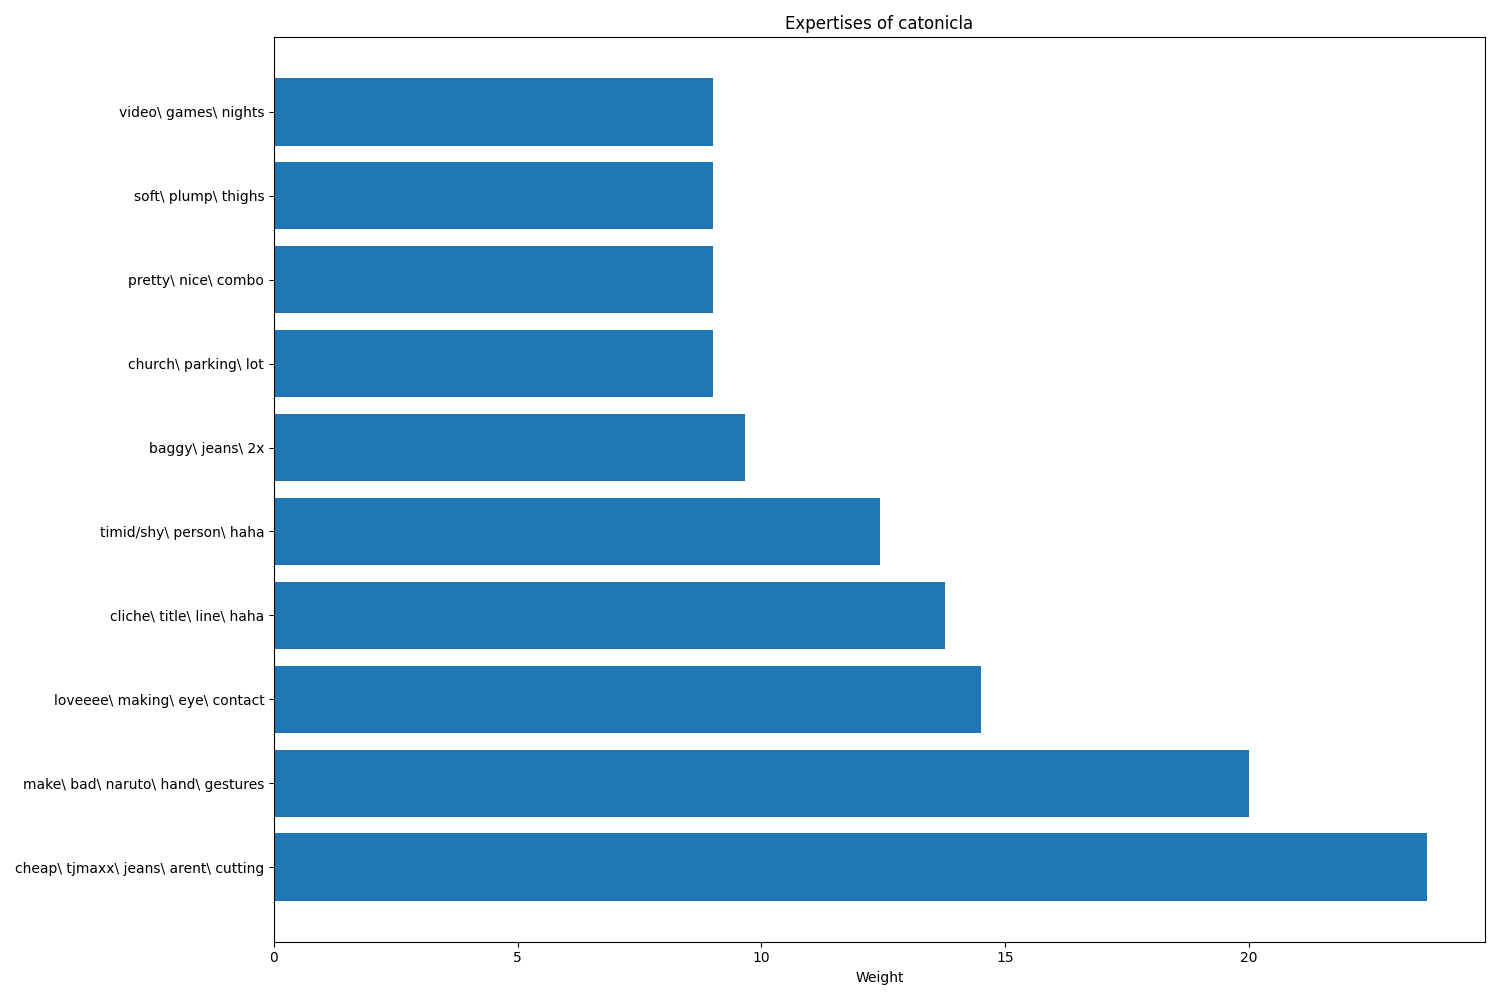 Expertises of catonicla
video\ games\ nights
soft\ plump\ thighs
pretty\ nice\ combo
church\ parking\ lot
baggy\ jeans\ 2x
timid/shy\ person\ haha
cliche\ title\ line\ haha
loveeee\ making\ eye\ contact
make\ bad\ naruto\ hand\ gestures
cheap\ tjmaxx\ jeans\ arent\ cutting
0 5 10 15 20
Weight